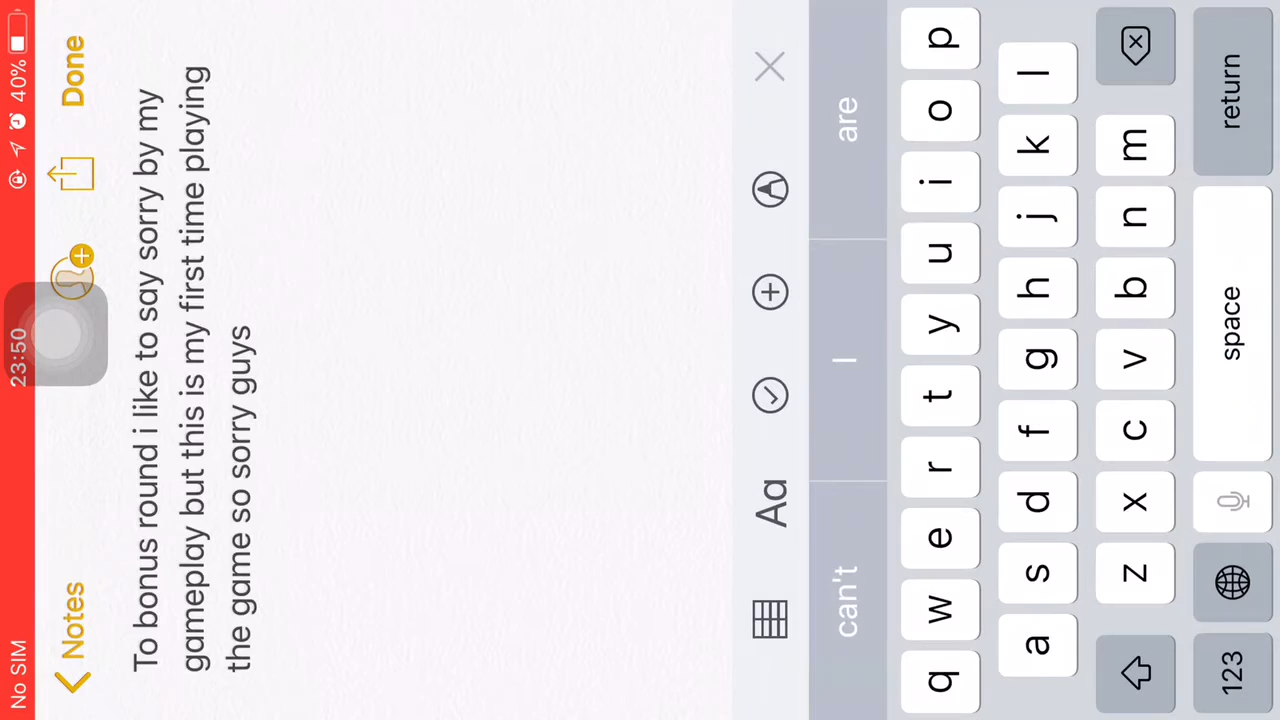 No SIM 23:50 40%
Notes Done
To bonus round i like to say sorry by my
gameplay but this is my first time playing
the game so sorry guys
Aa
can't I are
q w e r t y u i o p
a s d f g h j k l
z x c v b n m
123 space return